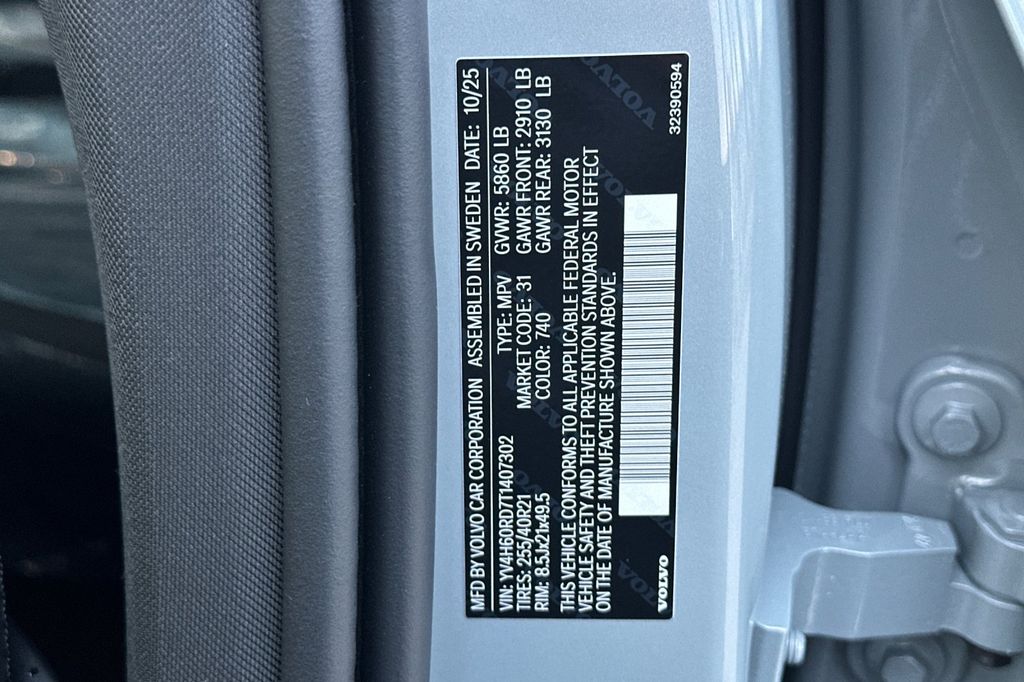 MFD BY VOLVO CAR CORPORATION ASSEMBLED IN SWEDEN DATE: 10/25
VIN: YV4H60RD7T1407302 TYPE: MPV GVWR: 5860 LB
TIRES: 255/40R21 MARKET CODE: 31 GAWR FRONT: 2910 LB
RIM: 8.5Jx21x49.5 COLOR: 740 GAWR REAR: 3130 LB
THIS VEHICLE CONFORMS TO ALL APPLICABLE FEDERAL MOTOR
VEHICLE SAFETY AND THEFT PREVENTION STANDARDS IN EFFECT
ON THE DATE OF MANUFACTURE SHOWN ABOVE.
VOLVO
32390594